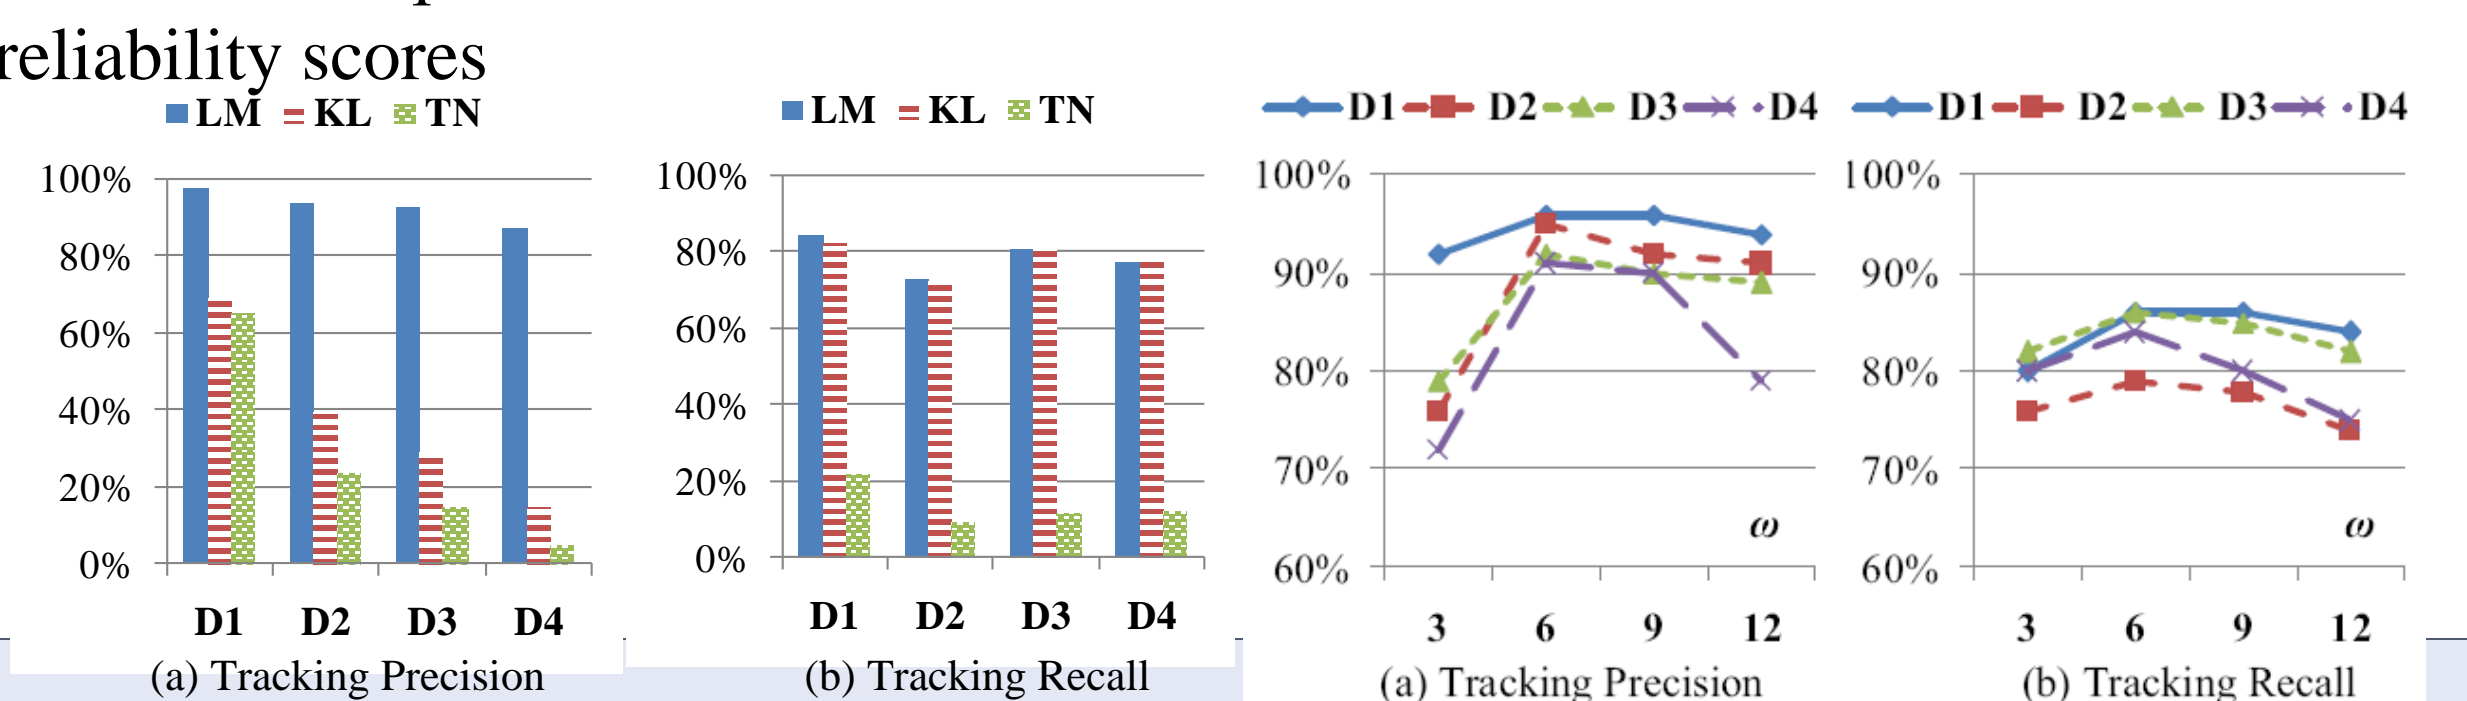 reliability scores
LM KL TN
100%
80%
60%
40%
20%
0%
D1 D2 D3 D4
(a) Tracking Precision
LM KL TN
100%
80%
60%
40%
20%
0%
D1 D2 D3 D4
(b) Tracking Recall
D1 D2 D3 D4
100%
90%
80%
70%
60%
ω
3 6 9 12
(a) Tracking Precision
D1 D2 D3 D4
100%
90%
80%
70%
60%
ω
3 6 9 12
(b) Tracking Recall